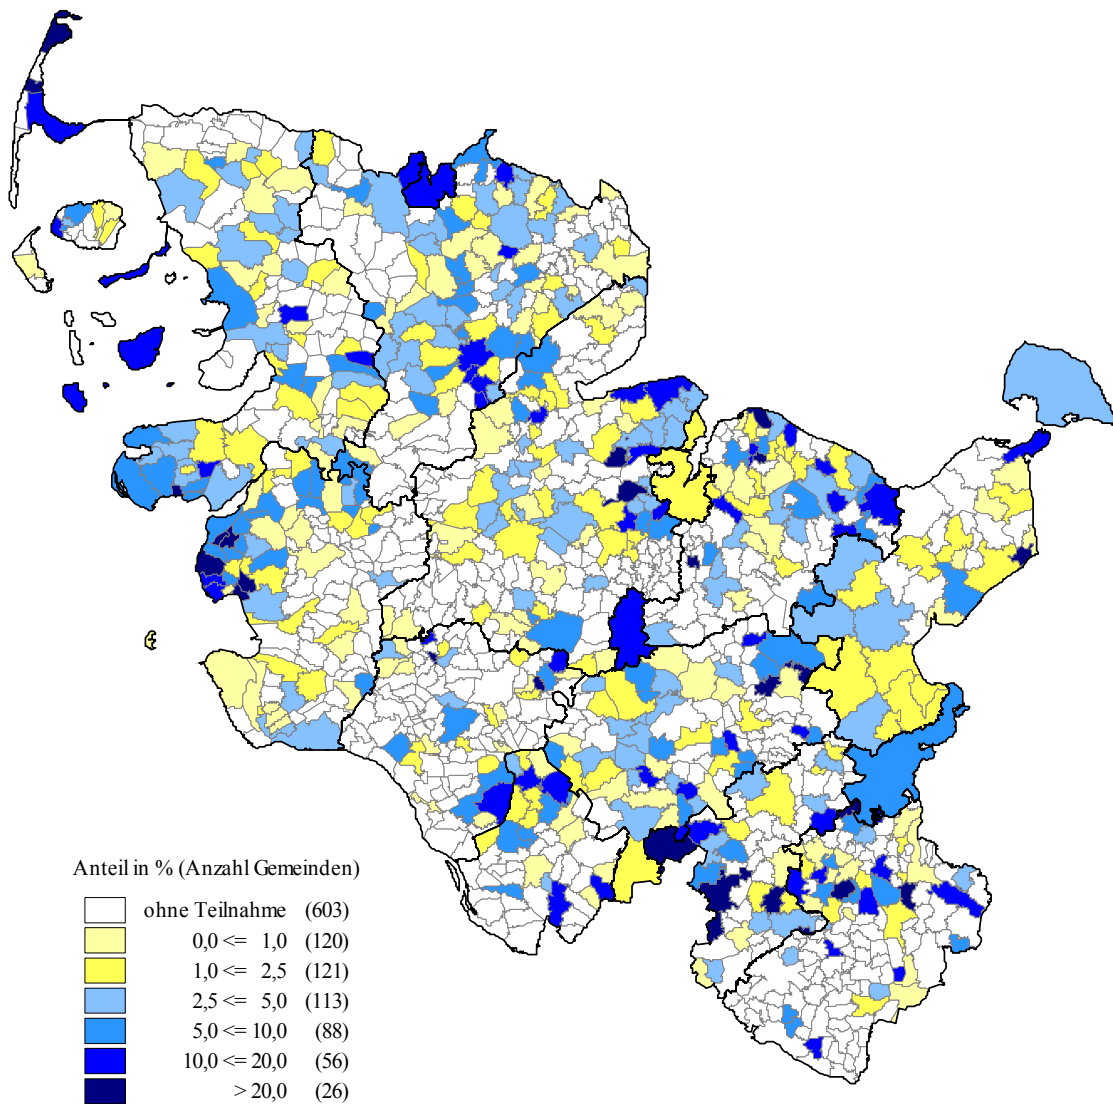 Anteil in % (Anzahl Gemeinden)
ohne Teilnahme (603)
0,0 <= 1,0 (120)
1,0 <= 2,5 (121)
2,5 <= 5,0 (113)
5,0 <= 10,0 (88)
10,0 <= 20,0 (56)
> 20,0 (26)